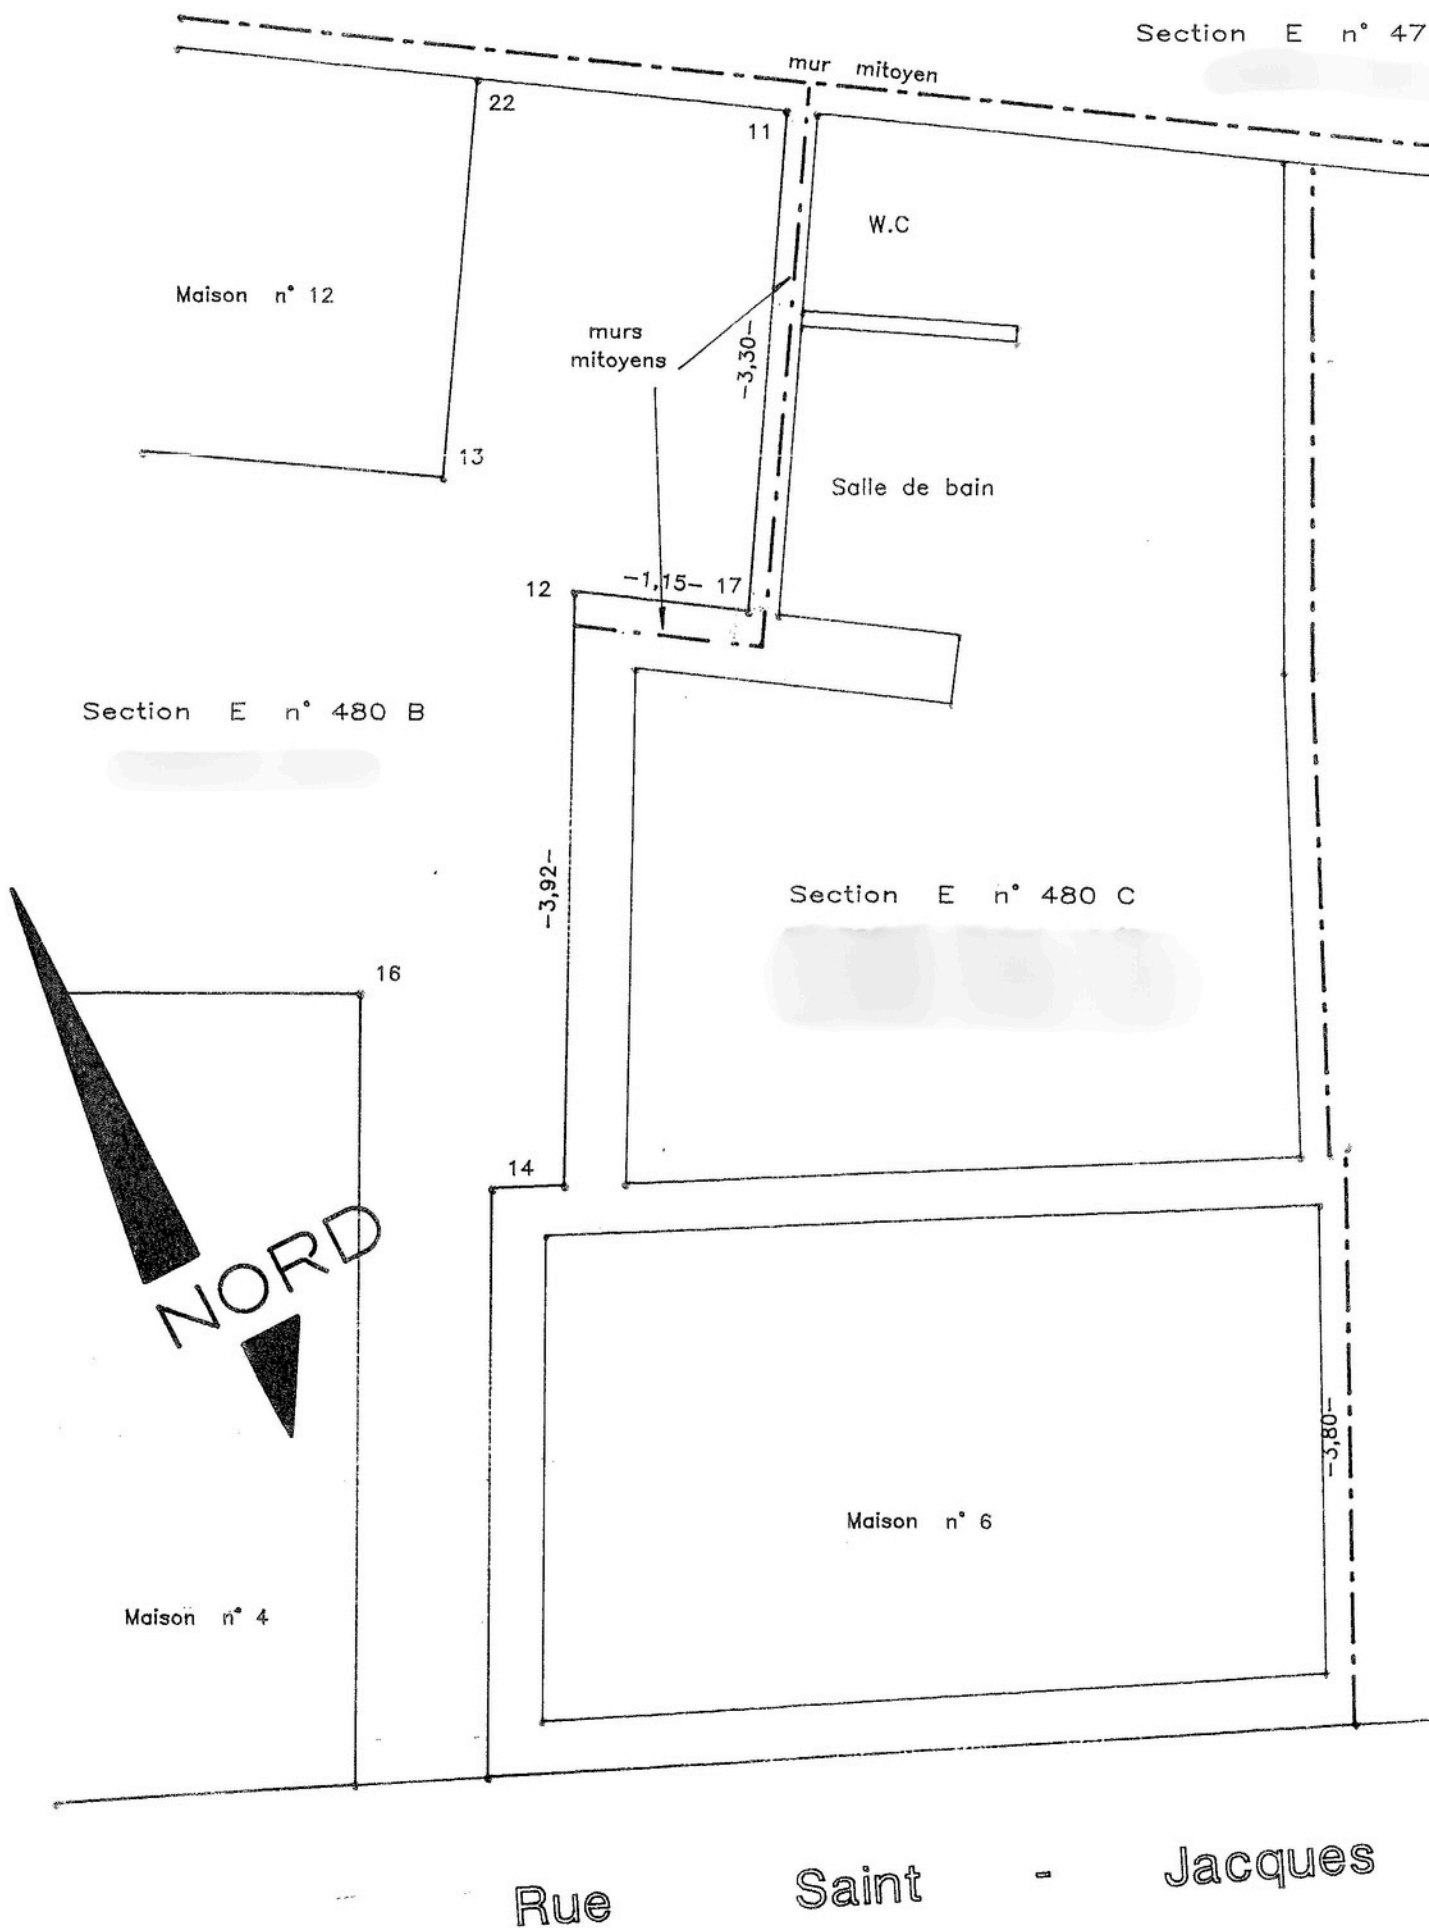 Section E n° 47
mur mitoyen
22
11
W.C
Maison n° 12
murs
mitoyens
-3,30-
13
Salle de bain
12
-1,15- 17
Section E n° 480 B
-3,92-
Section E n° 480 C
16
14
NORD
-3,80-
Maison n° 6
Maison n° 4
Rue Saint - Jacques